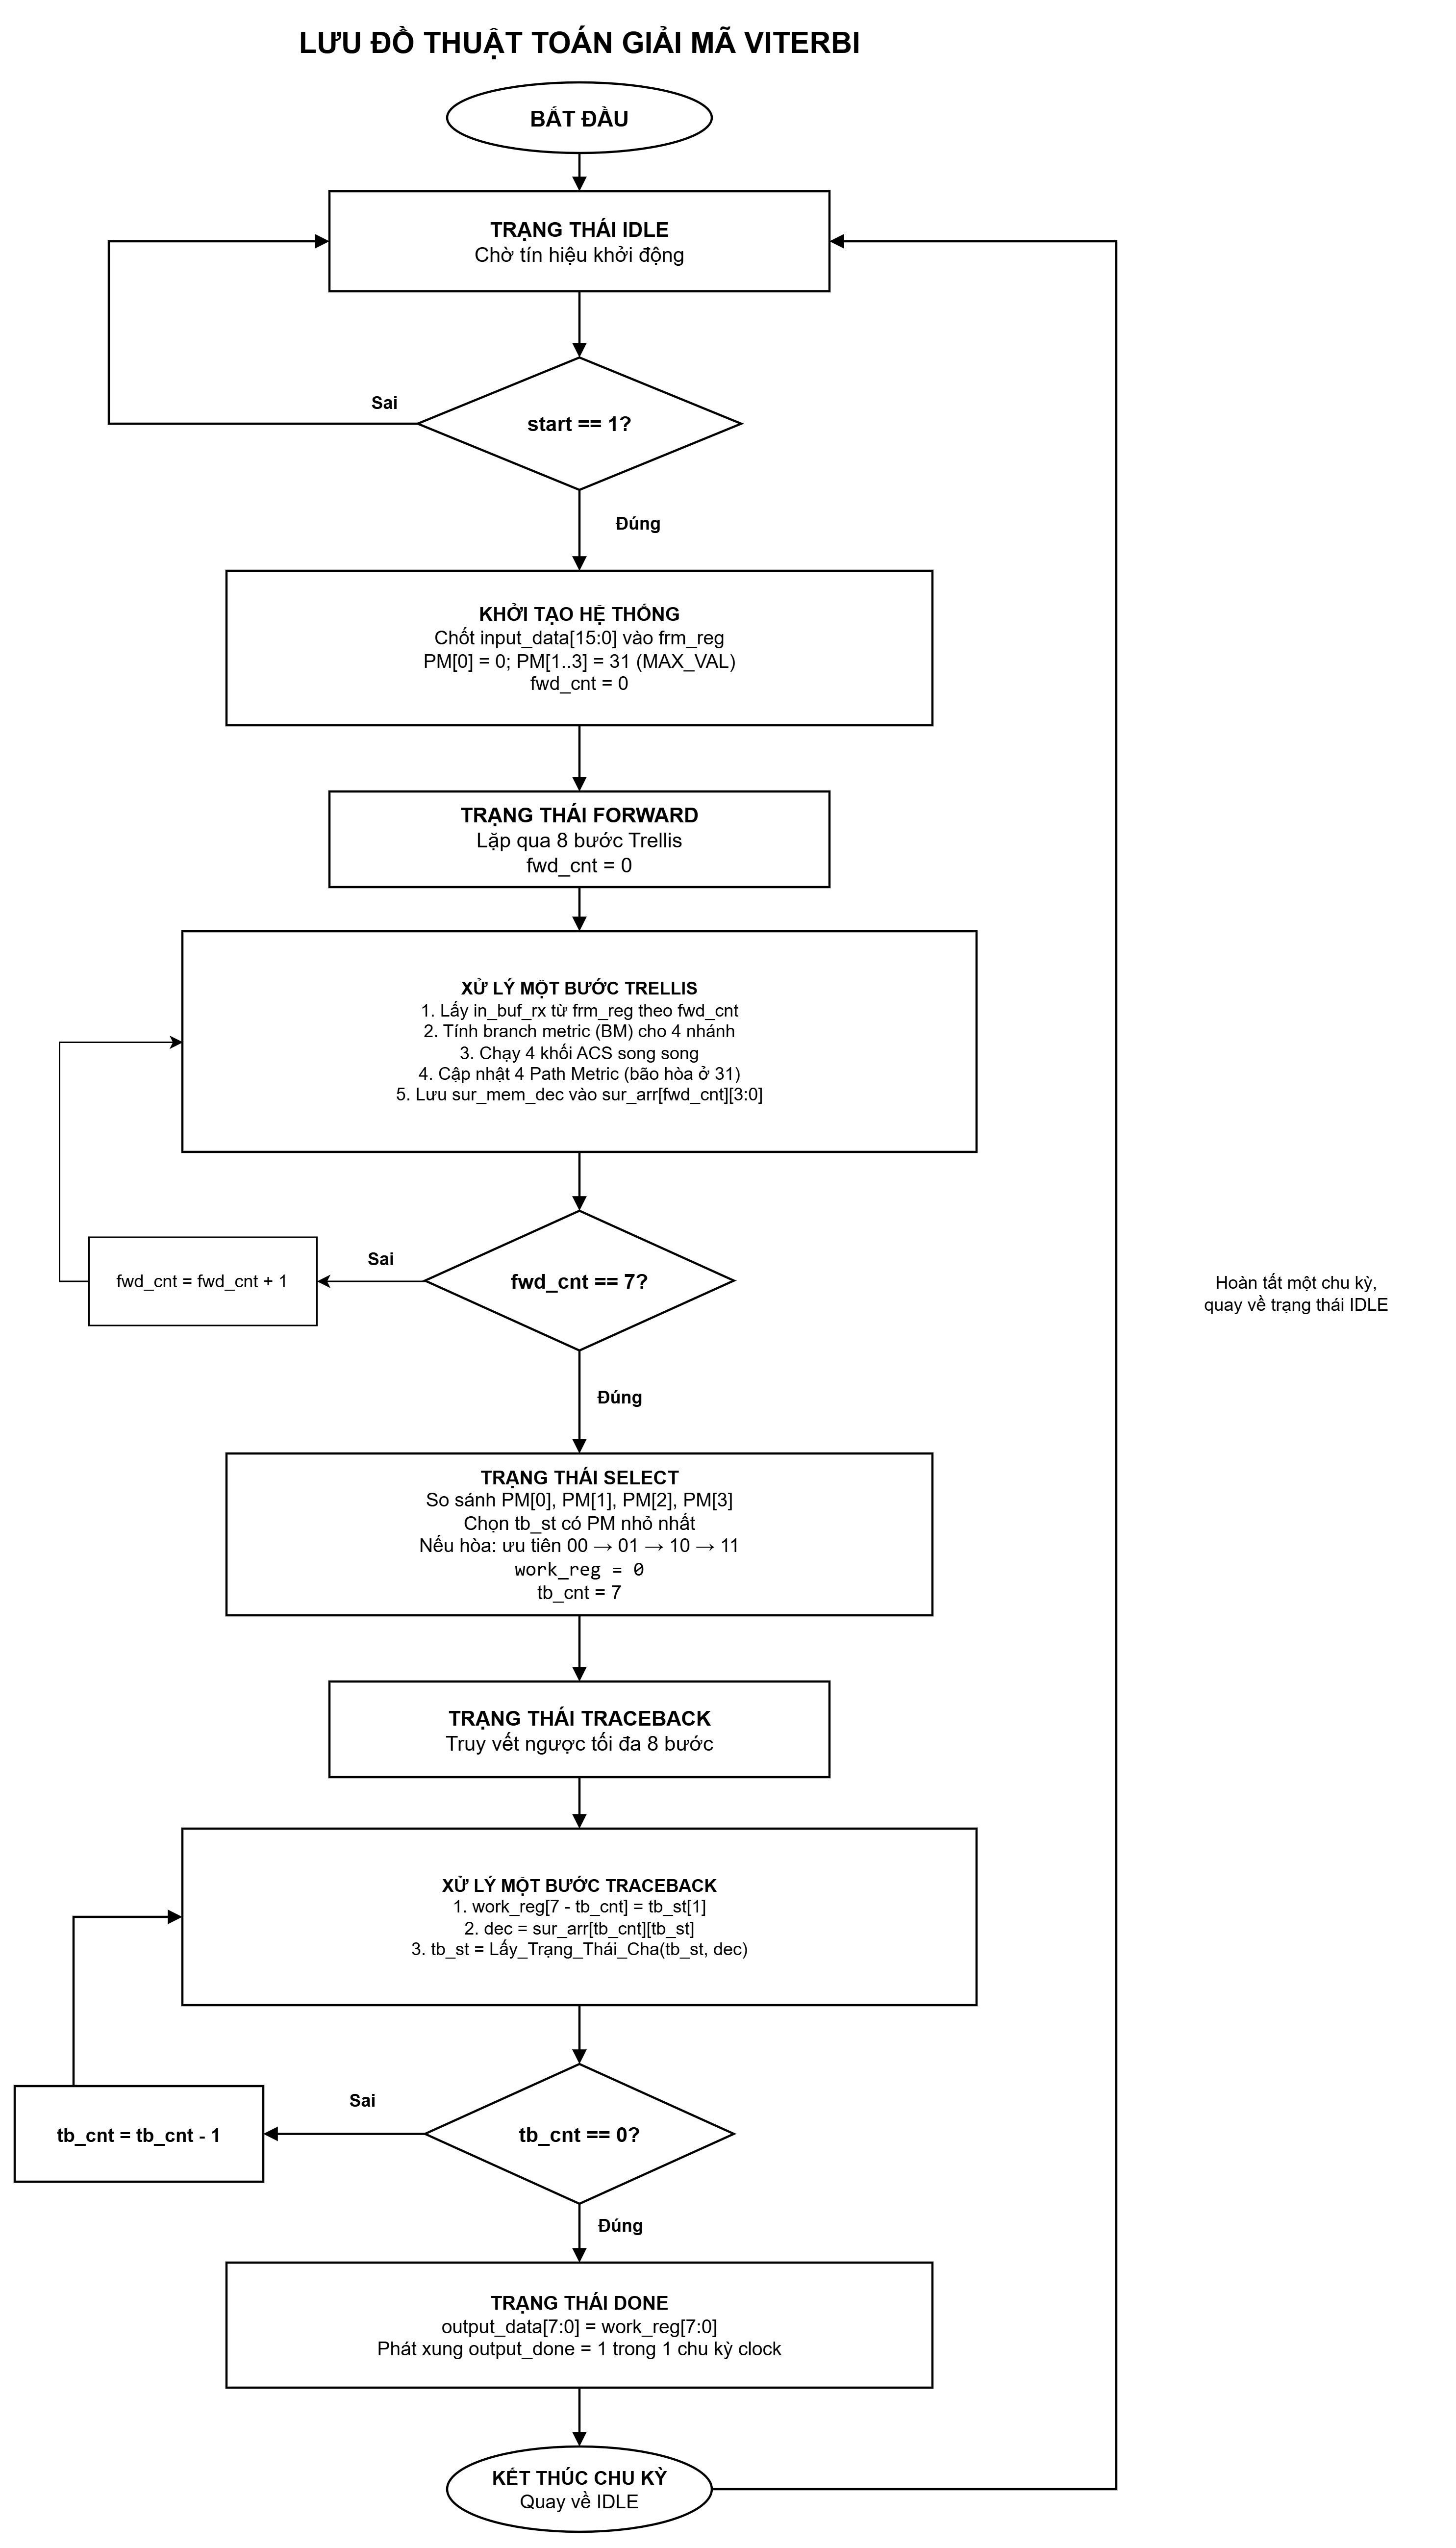 LƯU ĐỒ THUẬT TOÁN GIẢI MÃ VITERBI
BẮT ĐẦU
TRẠNG THÁI IDLE
Chờ tín hiệu khởi động
Sai
start == 1?
Đúng
KHỞI TẠO HỆ THỐNG
Chốt input_data[15:0] vào frm_reg
PM[0] = 0; PM[1..3] = 31 (MAX_VAL)
fwd_cnt = 0
TRẠNG THÁI FORWARD
Lặp qua 8 bước Trellis
fwd_cnt = 0
XỬ LÝ MỘT BƯỚC TRELLIS
1. Lấy in_buf_rx từ frm_reg theo fwd_cnt
2. Tính branch metric (BM) cho 4 nhánh
3. Chạy 4 khối ACS song song
4. Cập nhật 4 Path Metric (bão hòa ở 31)
5. Lưu sur_mem_dec vào sur_arr[fwd_cnt][3:0]
Sai
fwd_cnt = fwd_cnt + 1
fwd_cnt == 7?
Hoàn tất một chu kỳ,
quay về trạng thái IDLE
Đúng
TRẠNG THÁI SELECT
So sánh PM[0], PM[1], PM[2], PM[3]
Chọn tb_st có PM nhỏ nhất
Nếu hòa: ưu tiên 00 → 01 → 10 → 11
work_reg = 0
tb_cnt = 7
TRẠNG THÁI TRACEBACK
Truy vết ngược tối đa 8 bước
XỬ LÝ MỘT BƯỚC TRACEBACK
1. work_reg[7 - tb_cnt] = tb_st[1]
2. dec = sur_arr[tb_cnt][tb_st]
3. tb_st = Lấy_Trạng_Thái_Cha(tb_st, dec)
Sai
tb_cnt = tb_cnt - 1
tb_cnt == 0?
Đúng
TRẠNG THÁI DONE
output_data[7:0] = work_reg[7:0]
Phát xung output_done = 1 trong 1 chu kỳ clock
KẾT THÚC CHU KỲ
Quay về IDLE